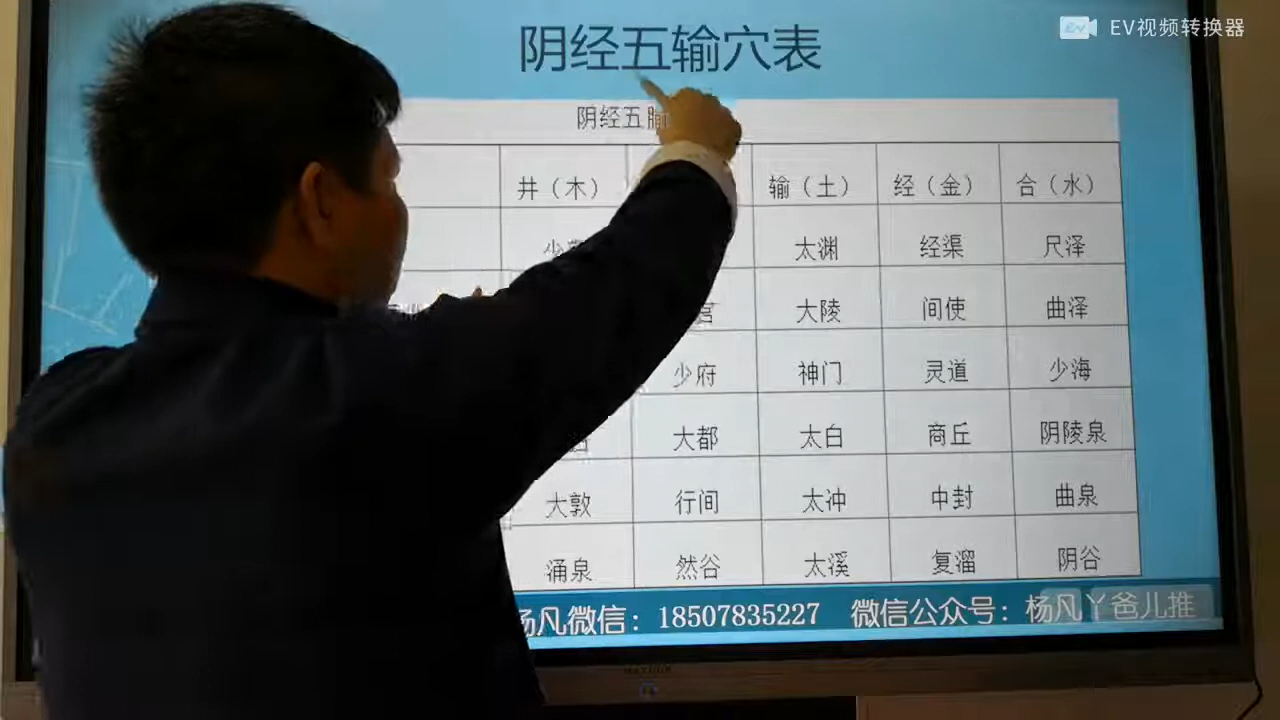 EV视频转换器
阴经五输穴表
阴经五腧
井（木） 输（土） 经（金） 合（水）
少 太渊 经渠 尺泽
宫 大陵 间使 曲泽
少府 神门 灵道 少海
大都 太白 商丘 阴陵泉
大敦 行间 太冲 中封 曲泉
涌泉 然谷 太溪 复溜 阴谷
杨凡微信：18507835227 微信公众号：杨凡丫爸儿推